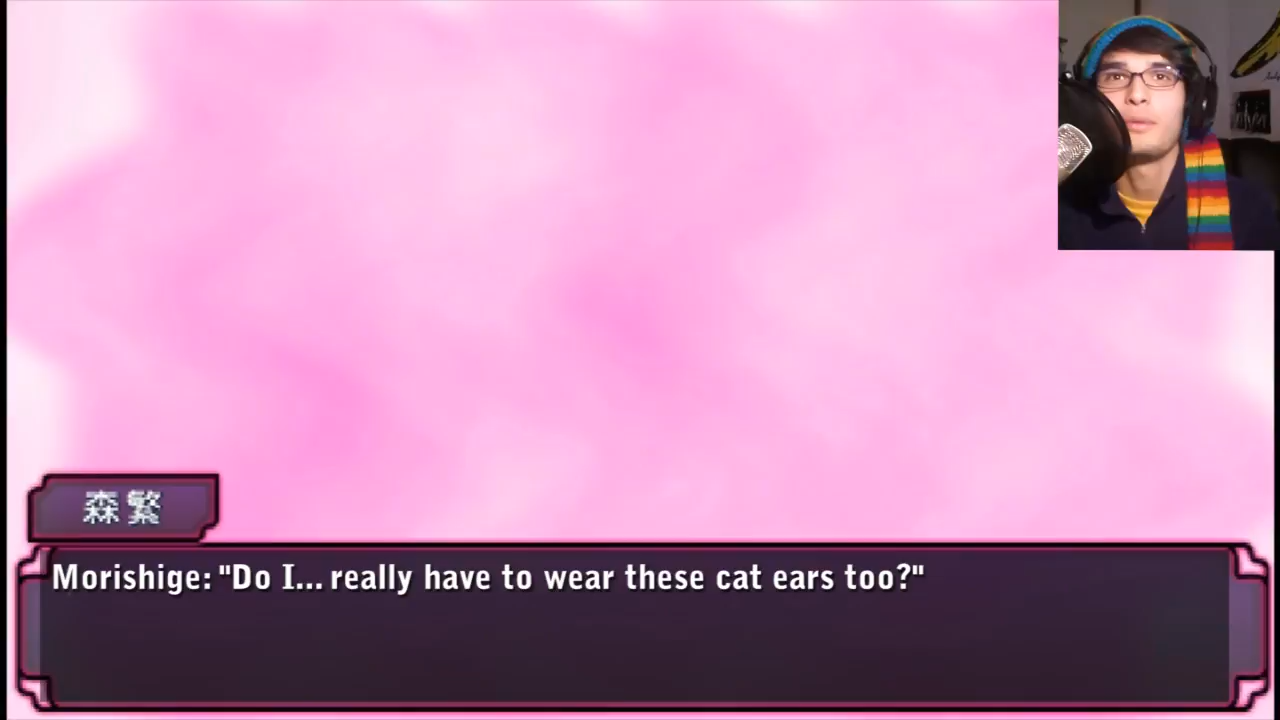 森繁
Morishige: "Do I... really have to wear these cat ears too?"